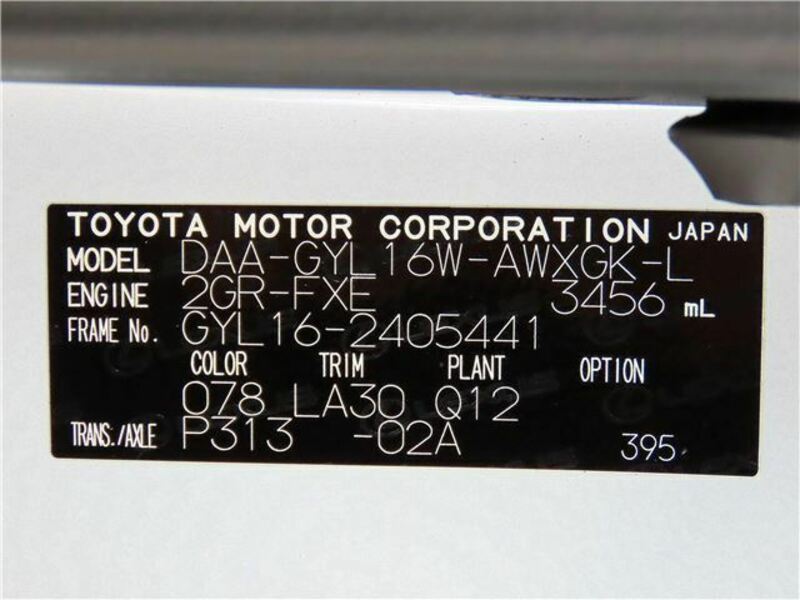 TOYOTA MOTOR CORPORATION JAPAN
MODEL DAA-GYL16W-AWXGK-L
ENGINE 2GR-FXE 3456 mL
FRAME No. GYL16-2405441
COLOR TRIM PLANT OPTION
078 LA30 Q12
TRANS./AXLE P313 -02A 395